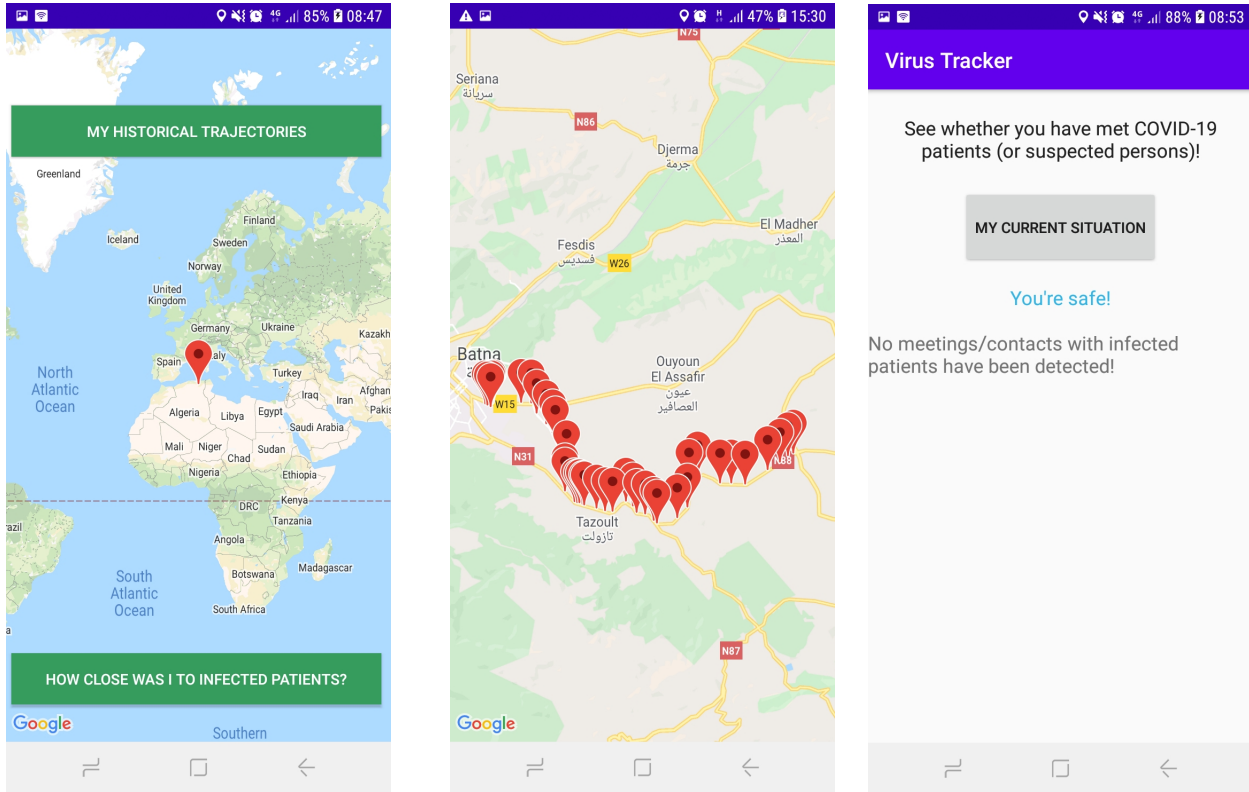 4G 85% 08:47
MY HISTORICAL TRAJECTORIES
Greenland
Finland
Iceland
Sweden
Norway
United
Kingdom
Germany
Ukraine
Kazakh
Spain
aly
Turkey
North
Atlantic
Ocean
Iraq
Iran
Afghan
Pakis
Algeria
Libya
Egypt
Saudi Arabia
Mali
Niger
Chad
Sudan
Nigeria
Ethiopia
DRC
Kenya
Tanzania
razil
Angola
South
Atlantic
Ocean
Botswana
Madagascar
South Africa
a
HOW CLOSE WAS I TO INFECTED PATIENTS?
Google
Southern
H 47% 15:30
N75
Seriana
سريانة
N86
Djerma
جرمة
El Madher
المعذر
Fesdis
فسديس
W26
Batna
Ouyoun
El Assafir
عيون
العصافير
W15
N31
N88
Tazoult
تازولت
N87
Google
4G 88% 08:53
Virus Tracker
See whether you have met COVID-19
patients (or suspected persons)!
MY CURRENT SITUATION
You're safe!
No meetings/contacts with infected
patients have been detected!